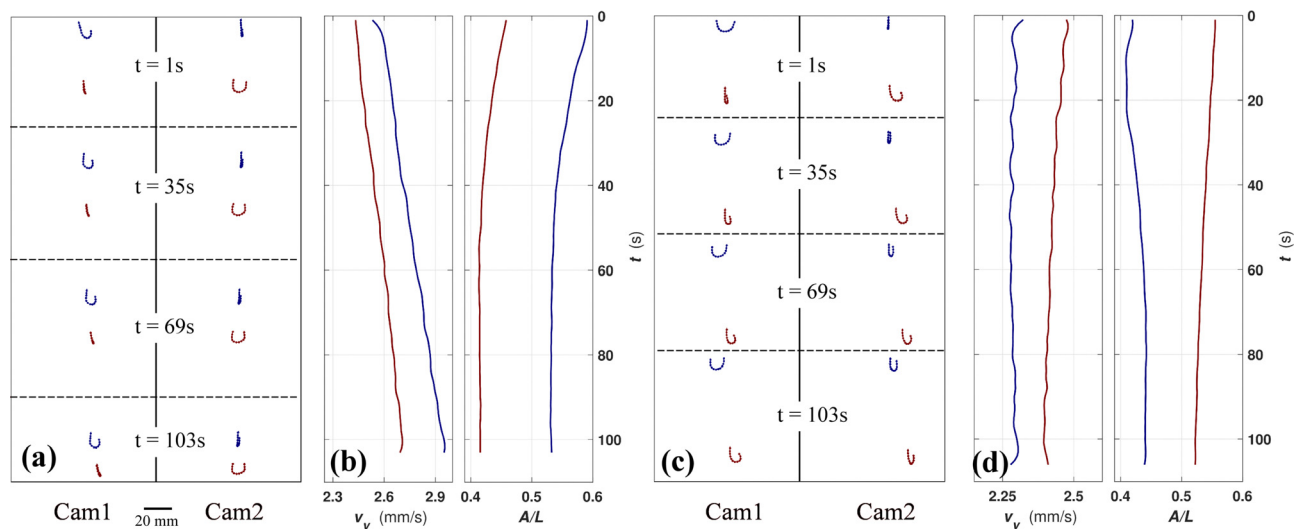 t = 1s
t = 35s
t = 69s
t = 103s
(a)
Cam1
20 mm
Cam2
(b)
2.3 2.6 2.9
v_y (mm/s)
0.4 0.5 0.6
A/L
0
20
40
60
80
100
t (s)
t = 1s
t = 35s
t = 69s
t = 103s
(c)
Cam1
Cam2
(d)
2.25 2.5
v_y (mm/s)
0.4 0.5 0.6
A/L
0
20
40
60
80
100
t (s)